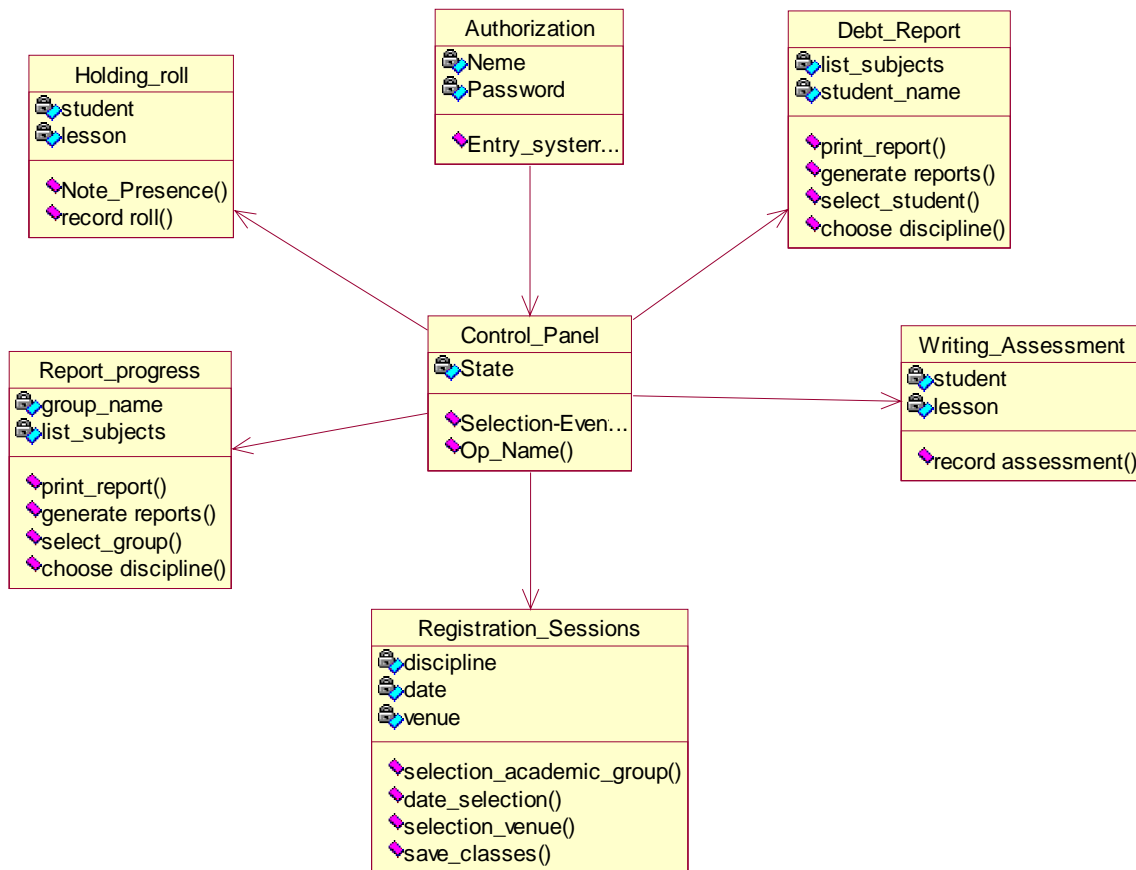 Authorization
Neme
Password
Entry_system...
Debt_Report
list_subjects
student_name
print_report()
generate reports()
select_student()
choose discipline()
Holding_roll
student
lesson
Note_Presence()
record roll()
Control_Panel
State
Selection-Even...
Op_Name()
Writing_Assessment
student
lesson
record assessment()
Report_progress
group_name
list_subjects
print_report()
generate reports()
select_group()
choose discipline()
Registration_Sessions
discipline
date
venue
selection_academic_group()
date_selection()
selection_venue()
save_classes()